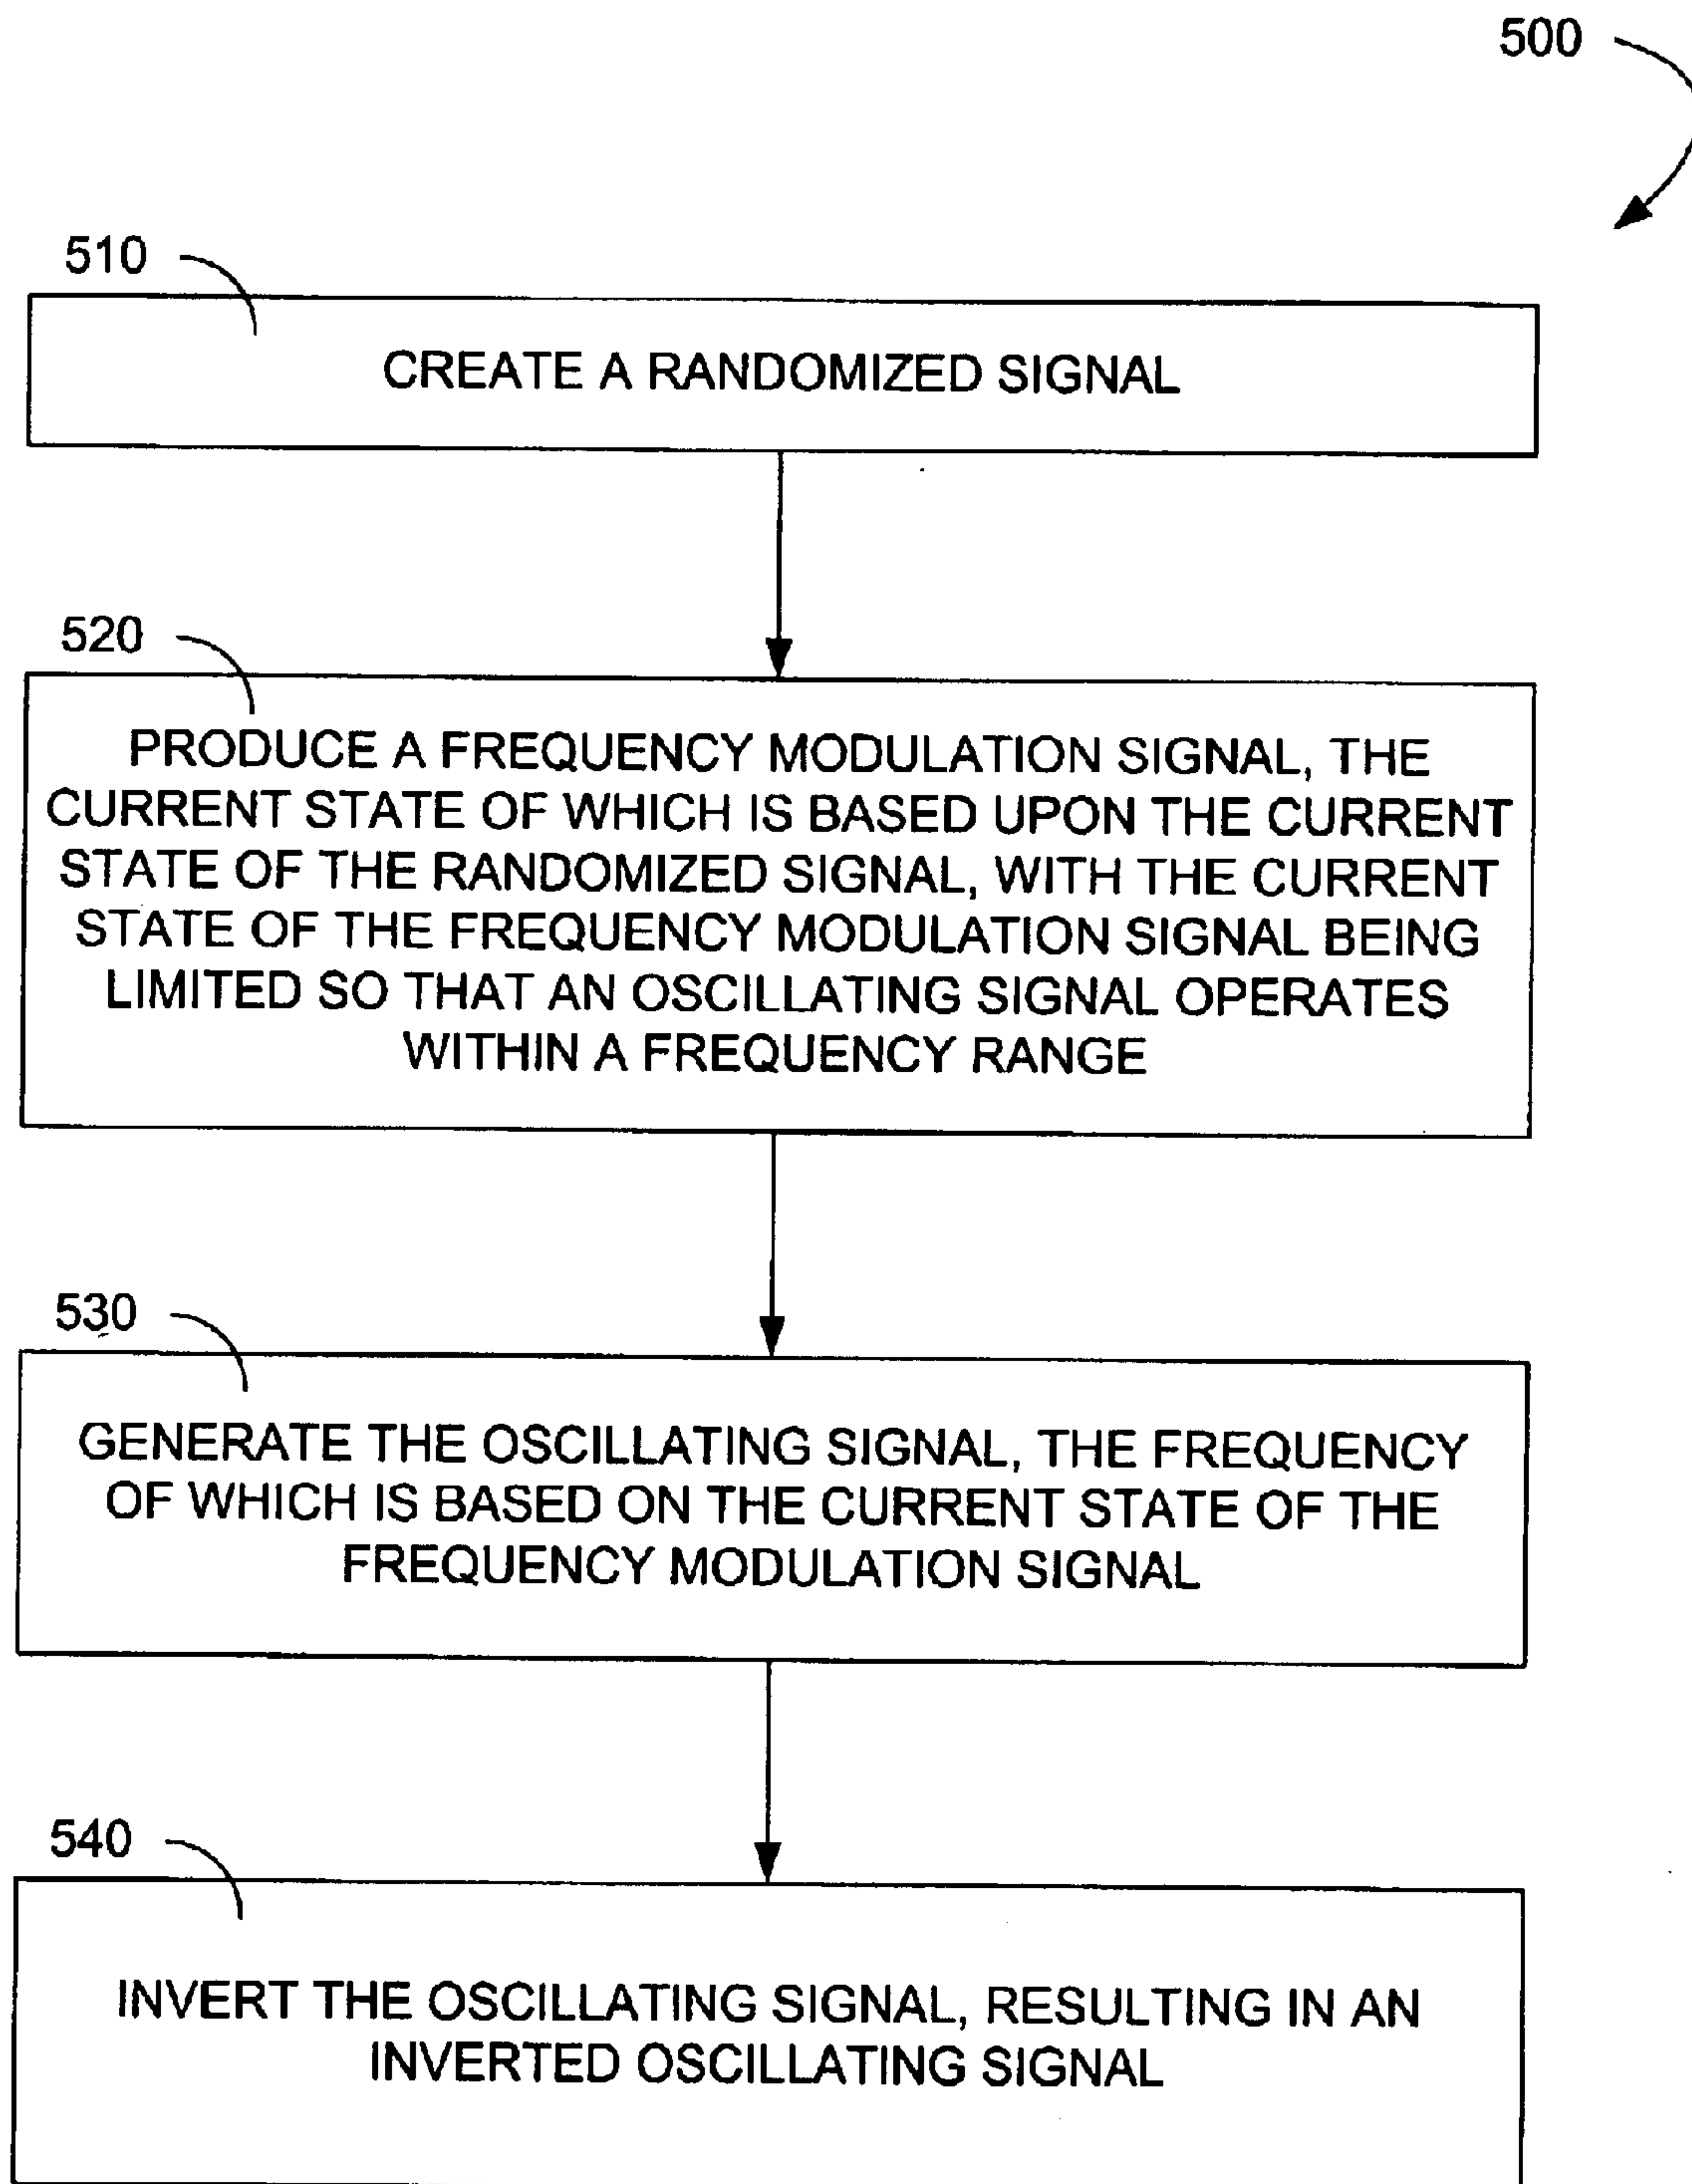 500
510
CREATE A RANDOMIZED SIGNAL
520
PRODUCE A FREQUENCY MODULATION SIGNAL, THE
CURRENT STATE OF WHICH IS BASED UPON THE CURRENT
STATE OF THE RANDOMIZED SIGNAL, WITH THE CURRENT
STATE OF THE FREQUENCY MODULATION SIGNAL BEING
LIMITED SO THAT AN OSCILLATING SIGNAL OPERATES
WITHIN A FREQUENCY RANGE
530
GENERATE THE OSCILLATING SIGNAL, THE FREQUENCY
OF WHICH IS BASED ON THE CURRENT STATE OF THE
FREQUENCY MODULATION SIGNAL
540
INVERT THE OSCILLATING SIGNAL, RESULTING IN AN
INVERTED OSCILLATING SIGNAL